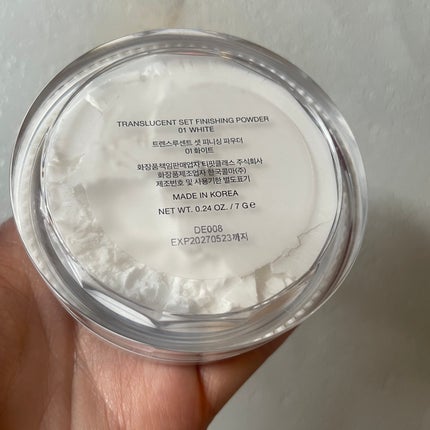 TRANSLUCENT SET FINISHING POWDER
01 WHITE
트랜스루센트 셋 피니싱 파우더
01 화이트
화장품책임판매업자 티핏클래스 주식회사
화장품제조업자 한국콜마(주)
제조번호 및 사용기한 별도표기
MADE IN KOREA
NET WT. 0.24 OZ. / 7 G ℮
DE008
EXP20270523까지